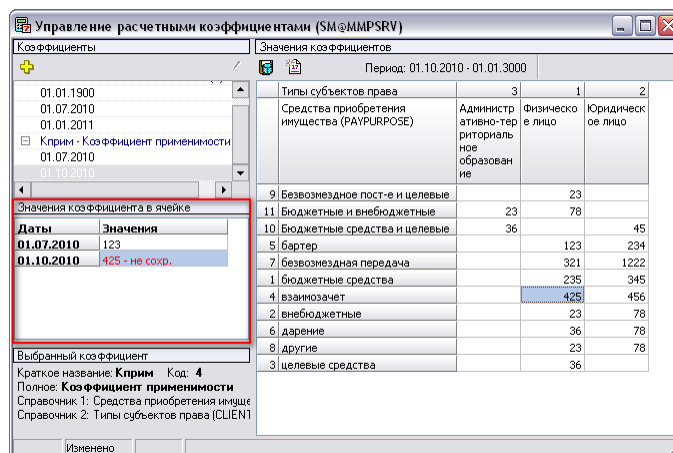 Управление расчетными коэффициентами (SM@MMPSRV)
Коэффициенты
01.01.1900
01.07.2010
01.01.2011
Кприм - Коэффициент применимости
01.07.2010
01.10.2010
Значения коэффициента в ячейке
Даты Значения
01.07.2010 123
01.10.2010 425 - не сохр.
Выбранный коэффициент
Краткое название: Кприм Код: 4
Полное: Коэффициент применимости
Справочник 1: Средства приобретения имуще
Справочник 2: Типы субъектов права (CLIENT
Изменено
Значения коэффициентов
Период: 01.10.2010 - 01.01.3000
Типы субъектов права 3 1 2
Средства приобретения имущества (PAYPURPOSE) Административно-территориальное образование Физическое лицо Юридическое лицо
9 Безвозмездное пост-е и целевые 23
11 Бюджетные и внебюджетные 23 78
10 Бюджетные средства и целевые 36 45
5 бартер 123 234
7 безвозмездная передача 321 1222
1 бюджетные средства 235 345
4 взаимозачет 425 456
2 внебюджетные 23 78
6 дарение 36 78
8 другие 23 78
3 целевые средства 36